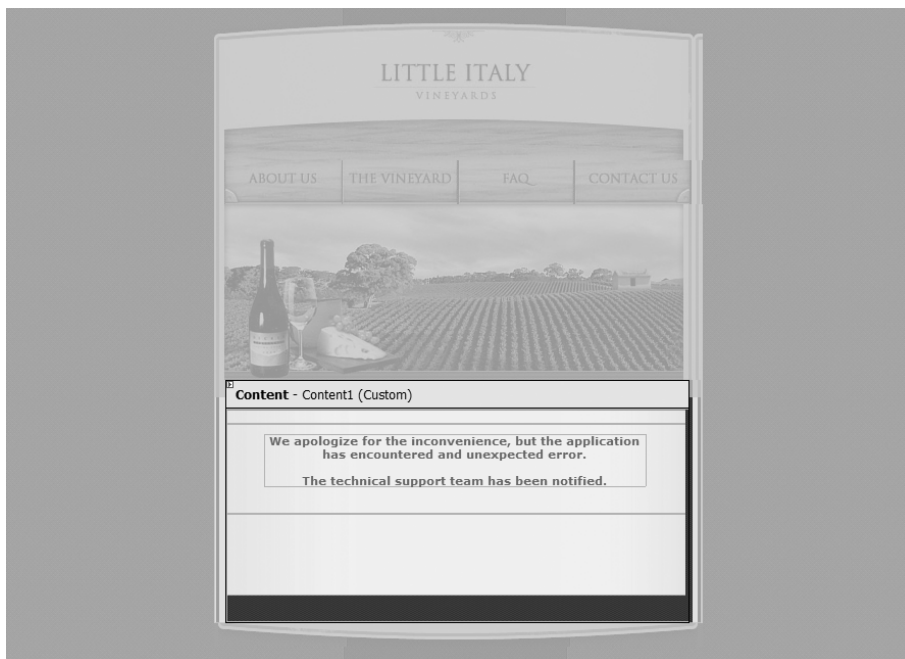 LITTLE ITALY
VINEYARDS
ABOUT US THE VINEYARD FAQ CONTACT US
Content - Content1 (Custom)
We apologize for the inconvenience, but the application
has encountered and unexpected error.
The technical support team has been notified.